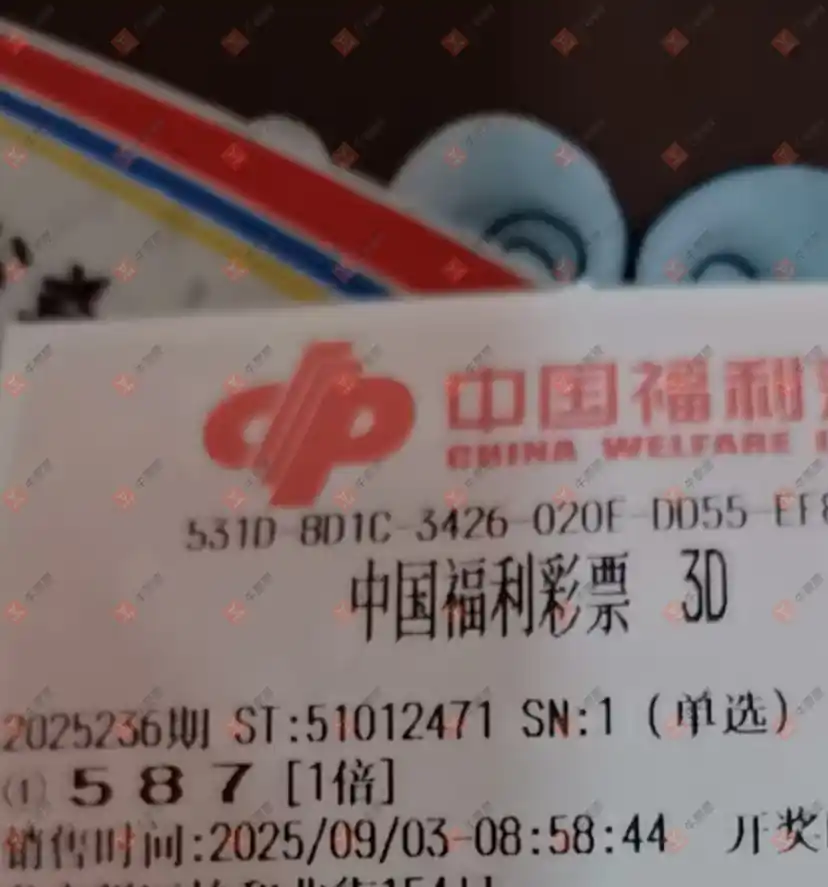 中国福利
CHINA WELFARE
531D-8D1C-3426-020E-DD55-EF8
中国福利彩票 3D
2025236期 ST:51012471 SN:1 (单选)
(1) 5 8 7 [1倍]
销售时间:2025/09/03-08:58:44 开奖